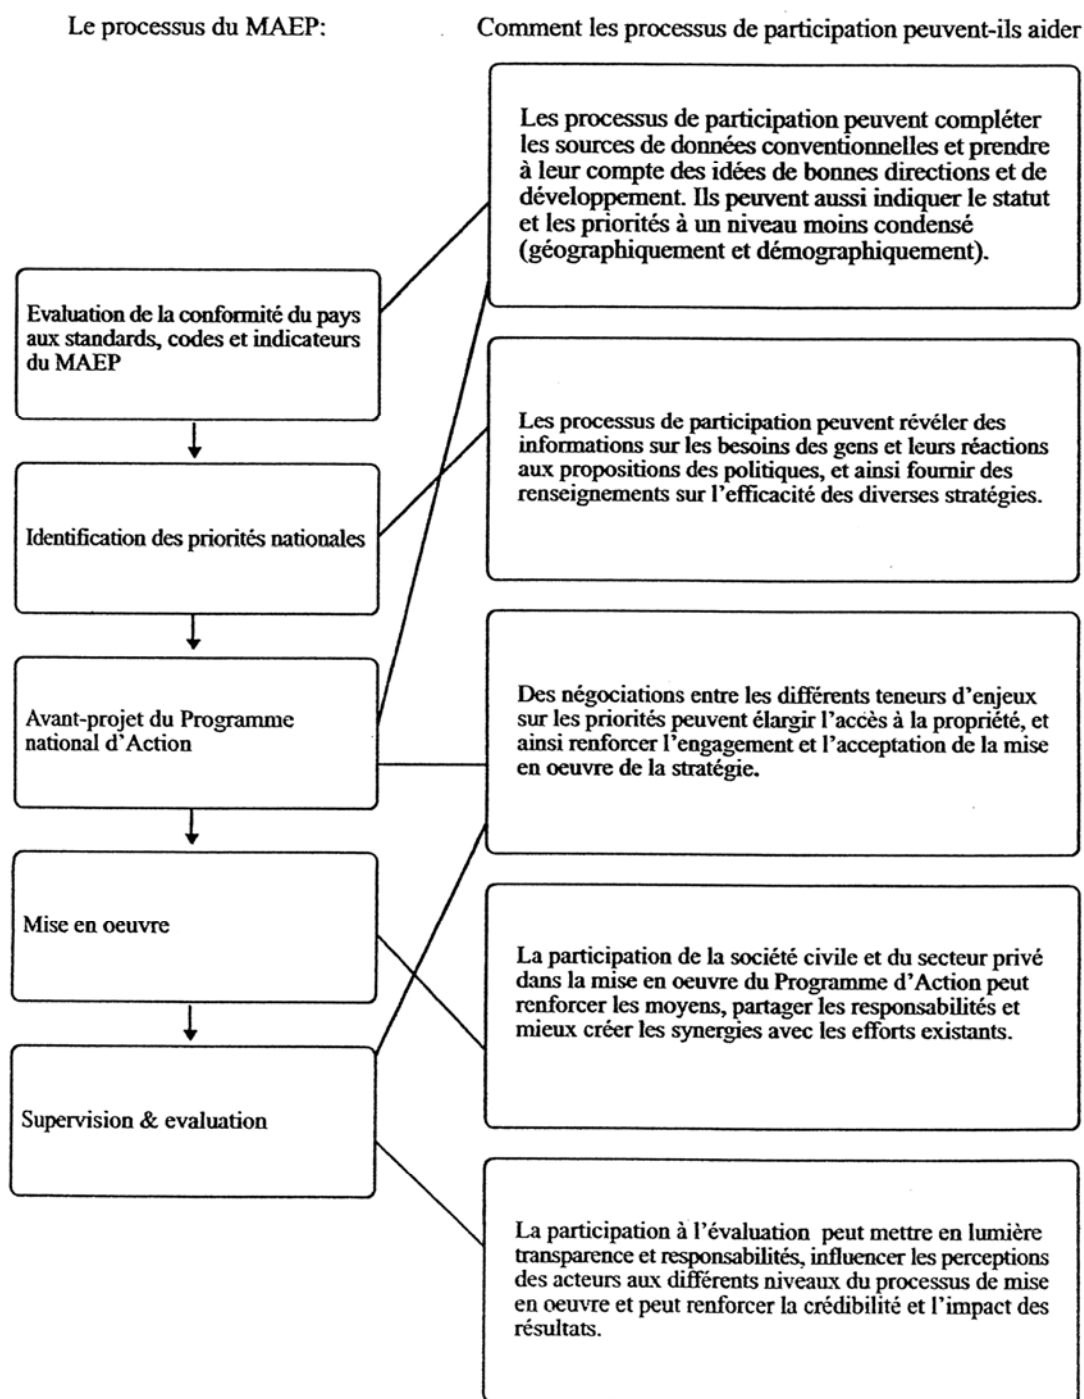 Le processus du MAEP:
Comment les processus de participation peuvent-ils aider
Evaluation de la conformité du pays
aux standards, codes et indicateurs
du MAEP
Identification des priorités nationales
Avant-projet du Programme
national d'Action
Mise en oeuvre
Supervision & evaluation
Les processus de participation peuvent compléter
les sources de données conventionnelles et prendre
à leur compte des idées de bonnes directions et de
développement. Ils peuvent aussi indiquer le statut
et les priorités à un niveau moins condensé
(géographiquement et démographiquement).
Les processus de participation peuvent révéler des
informations sur les besoins des gens et leurs réactions
aux propositions des politiques, et ainsi fournir des
renseignements sur l'efficacité des diverses stratégies.
Des négociations entre les différents teneurs d'enjeux
sur les priorités peuvent élargir l'accès à la propriété, et
ainsi renforcer l'engagement et l'acceptation de la mise
en oeuvre de la stratégie.
La participation de la société civile et du secteur privé
dans la mise en oeuvre du Programme d'Action peut
renforcer les moyens, partager les responsabilités et
mieux créer les synergies avec les efforts existants.
La participation à l'évaluation peut mettre en lumière
transparence et responsabilités, influencer les perceptions
des acteurs aux différents niveaux du processus de mise
en oeuvre et peut renforcer la crédibilité et l'impact des
résultats.